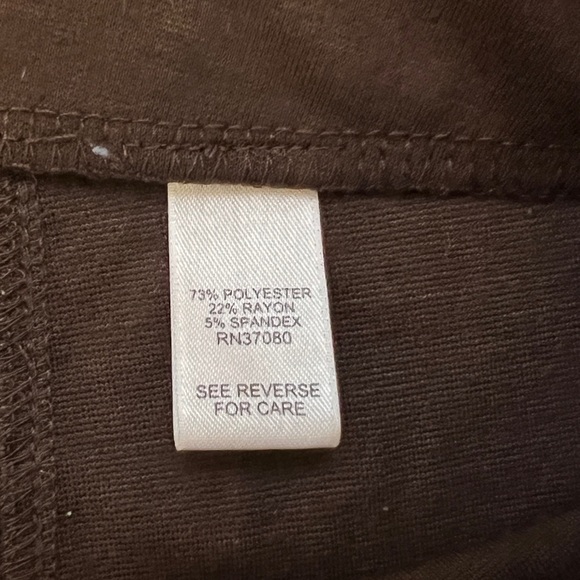 73% POLYESTER
22% RAYON
5% SPANDEX
RN37080
SEE REVERSE
FOR CARE